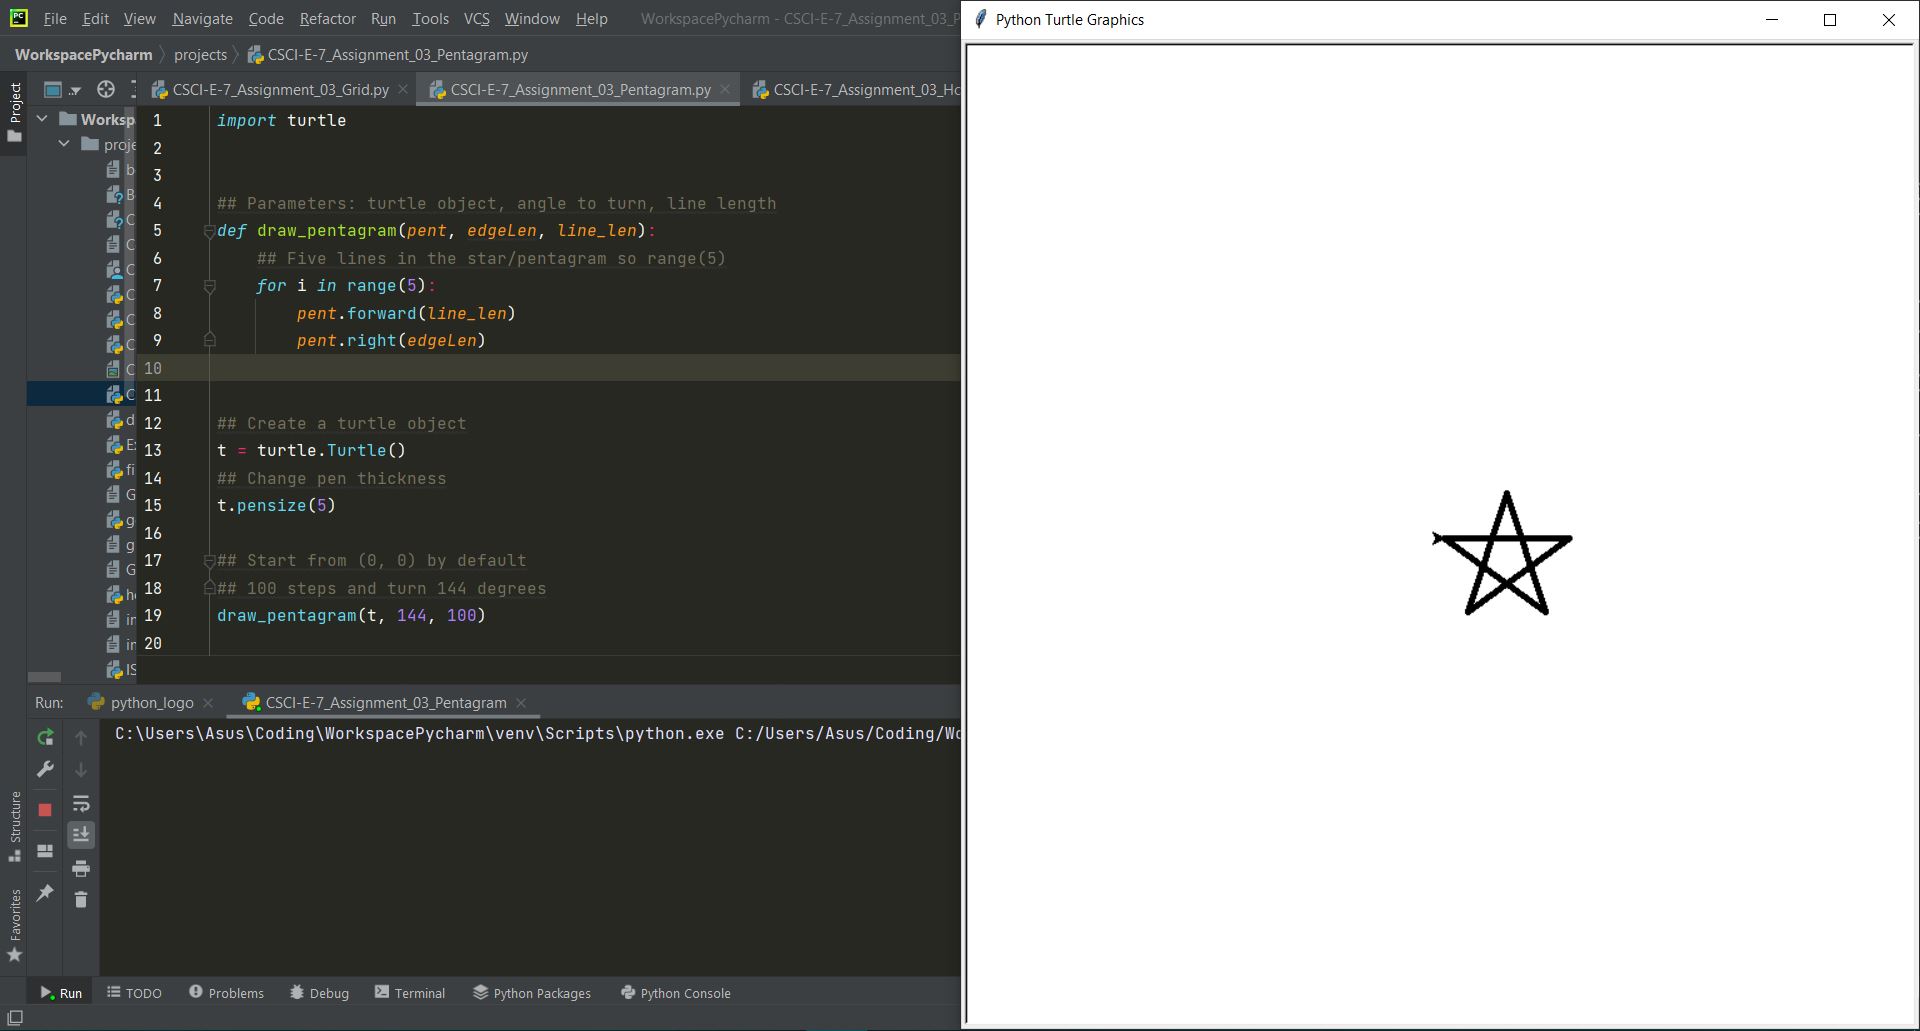 File Edit View Navigate Code Refactor Run Tools VCS Window Help WorkspacePycharm - CSCI-E-7_Assignment_03_P
Python Turtle Graphics
WorkspacePycharm projects CSCI-E-7_Assignment_03_Pentagram.py
Project
CSCI-E-7_Assignment_03_Grid.py CSCI-E-7_Assignment_03_Pentagram.py CSCI-E-7_Assignment_03_Ho
Worksp
proje
b
B
C
C
C
C
C
C
C
C
d
E
fi
G
g
g
G
h
in
in
IS
1 import turtle
2
3
4 ## Parameters: turtle object, angle to turn, line length
5 def draw_pentagram(pent, edgeLen, line_len):
6 ## Five lines in the star/pentagram so range(5)
7 for i in range(5):
8 pent.forward(line_len)
9 pent.right(edgeLen)
10
11
12 ## Create a turtle object
13 t = turtle.Turtle()
14 ## Change pen thickness
15 t.pensize(5)
16
17 ## Start from (0, 0) by default
18 ## 100 steps and turn 144 degrees
19 draw_pentagram(t, 144, 100)
20
Run: python_logo CSCI-E-7_Assignment_03_Pentagram
C:\Users\Asus\Coding\WorkspacePycharm\venv\Scripts\python.exe C:/Users/Asus/Coding/Wo
Structure
Favorites
Run TODO Problems Debug Terminal Python Packages Python Console